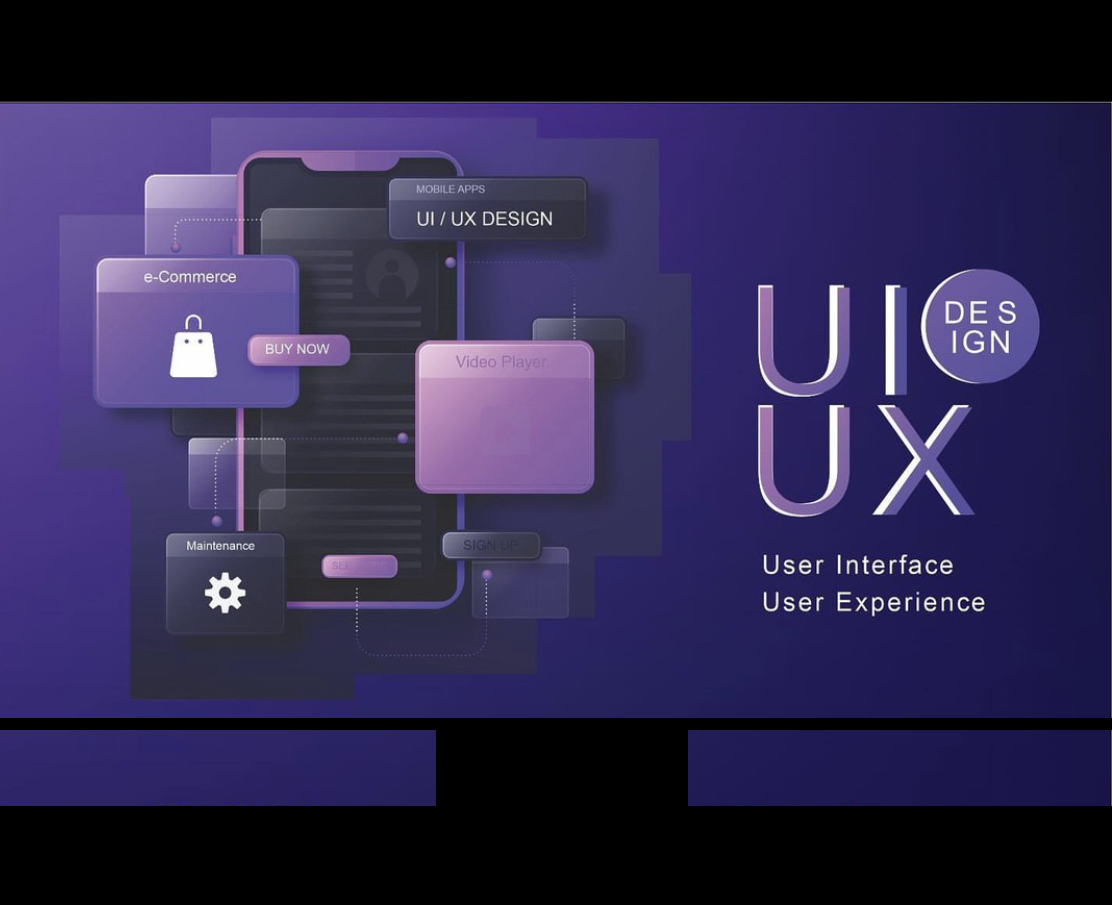 MOBILE APPS
UI / UX DESIGN
e-Commerce
BUY NOW
Video Player
Maintenance
SIGN UP
UI
DES
IGN
UX
User Interface
User Experience